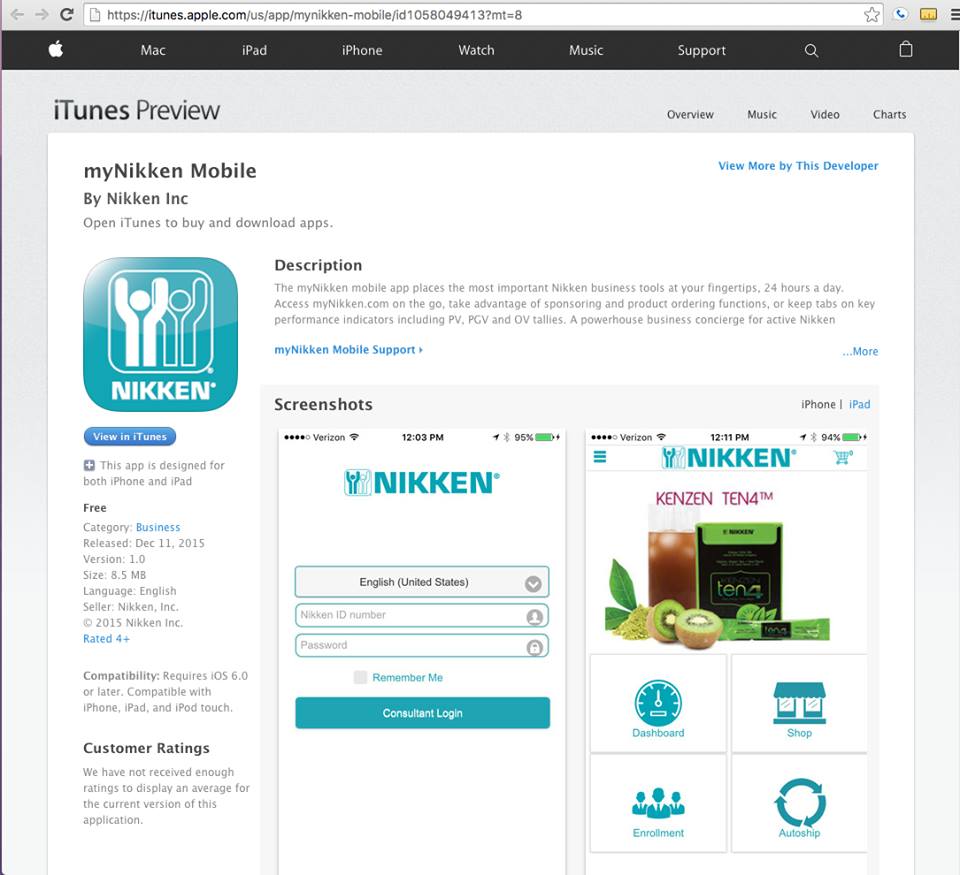 https://itunes.apple.com/us/app/mynikken-mobile/id1058049413?mt=8
Mac iPad iPhone Watch Music Support
iTunes Preview
Overview Music Video Charts
myNikken Mobile
View More by This Developer
By Nikken Inc
Open iTunes to buy and download apps.
NIKKEN®
View in iTunes
This app is designed for
both iPhone and iPad
Free
Category: Business
Released: Dec 11, 2015
Version: 1.0
Size: 8.5 MB
Language: English
Seller: Nikken, Inc.
© 2015 Nikken Inc.
Rated 4+
Compatibility: Requires iOS 6.0
or later. Compatible with
iPhone, iPad, and iPod touch.
Customer Ratings
We have not received enough
ratings to display an average for
the current version of this
application.
Description
The myNikken mobile app places the most important Nikken business tools at your fingertips, 24 hours a day.
Access myNikken.com on the go, take advantage of sponsoring and product ordering functions, or keep tabs on key
performance indicators including PV, PGV and OV tallies. A powerhouse business concierge for active Nikken
myNikken Mobile Support
...More
Screenshots
iPhone | iPad
Verizon 12:03 PM 95%
NIKKEN®
English (United States)
Nikken ID number
Password
Remember Me
Consultant Login
Verizon 12:11 PM 94%
NIKKEN®
0
KENZEN TEN4™
NIKKEN
KENZEN
ten4
ten4
Dashboard
Shop
Enrollment
Autoship